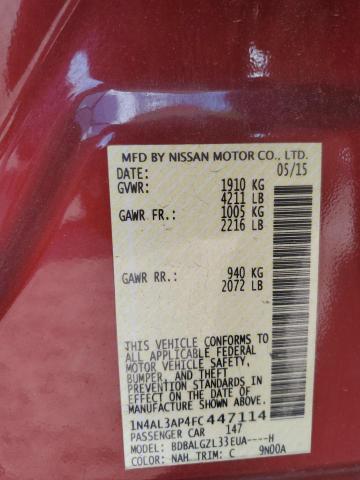 MFD BY NISSAN MOTOR CO., LTD.
DATE: 05/15
GVWR: 1910 KG
4211 LB
GAWR FR: 1005 KG
2216 LB
GAWR RR.: 940 KG
2072 LB
THIS VEHICLE CONFORMS TO
ALL APPLICABLE FEDERAL
MOTOR VEHICLE SAFETY,
BUMPER, AND THEFT
PREVENTION STANDARDS IN
EFFECT ON THE DATE OF
MANUFACTURE SHOWN ABOVE.
1N4AL3AP4FC447114
PASSENGER CAR 147
MODEL: BDBALGZL33EUA----H
COLOR: NAH TRIM: C 9N00A